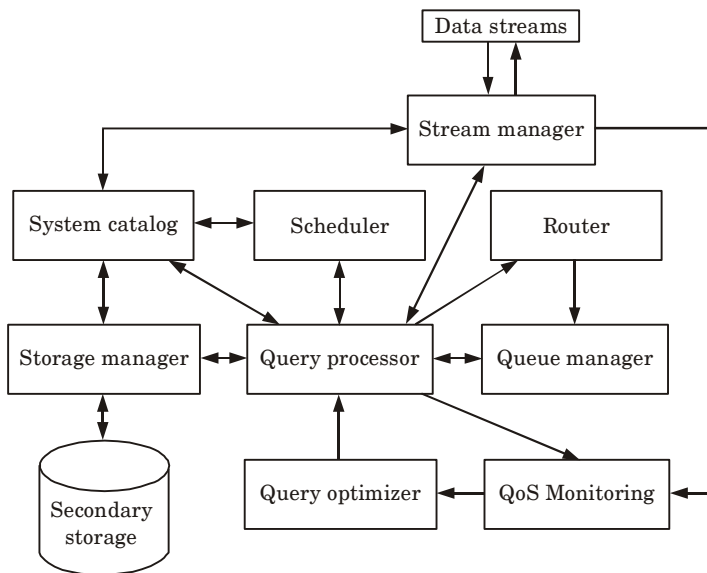 Data streams
Stream manager
System catalog
Scheduler
Router
Storage manager
Query processor
Queue manager
Query optimizer
QoS Monitoring
Secondary
storage